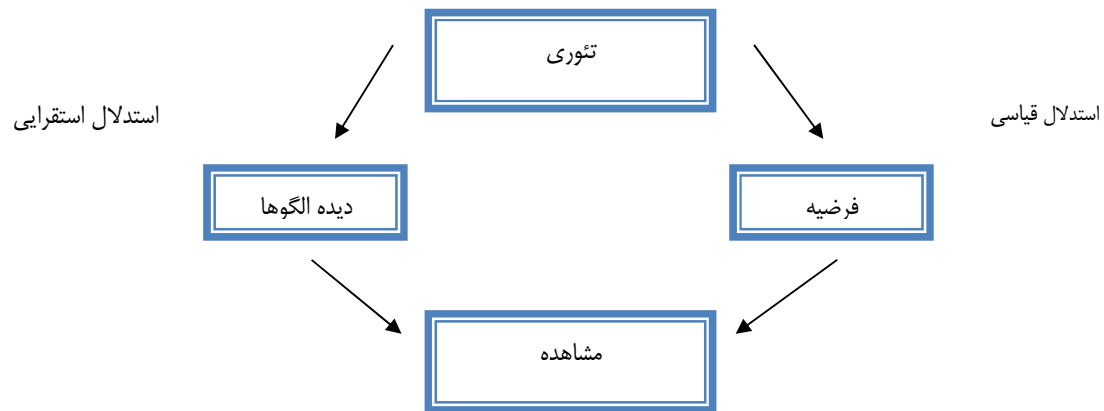 تئوری
استدلال قیاسی
استدلال استقرایی
فرضیه
دیده الگوها
مشاهده